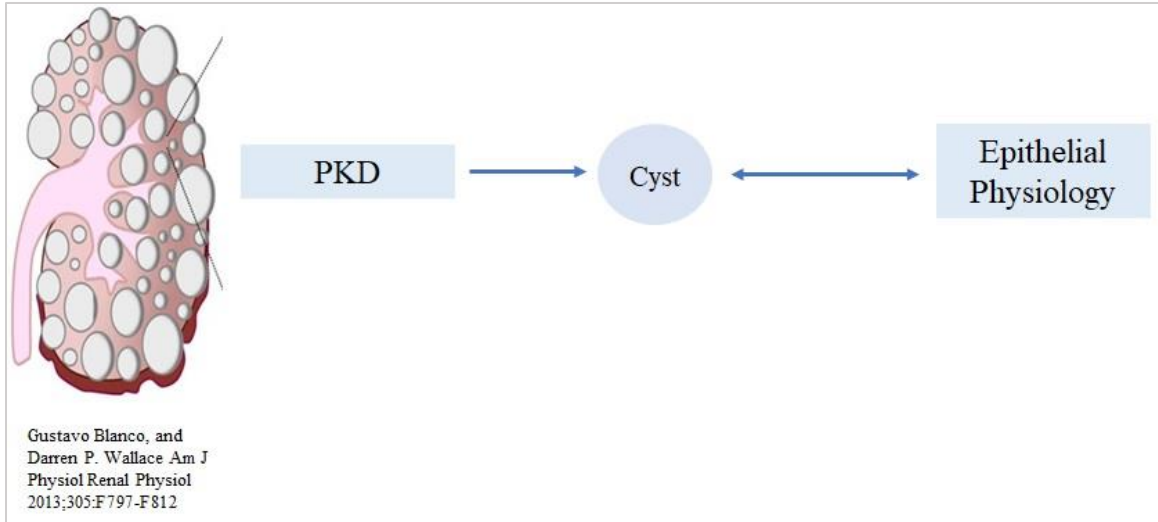 PKD
Cyst
Epithelial
Physiology
Gustavo Blanco, and
Darren P. Wallace Am J
Physiol Renal Physiol
2013;305:F797-F812